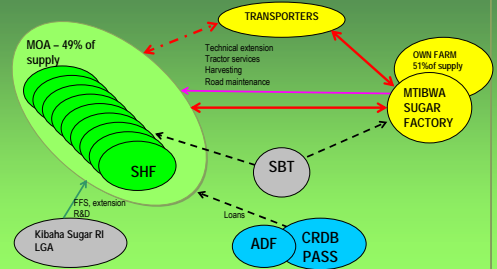 TRANSPORTERS
MOA – 49% of
supply
Technical extension
Tractor services
Harvesting
Road maintenance
OWN FARM
51%of supply
MTIBWA
SUGAR
FACTORY
SHF
SBT
FFS, extension
R&D
Kibaha Sugar RI
LGA
Loans
ADF
CRDB
PASS